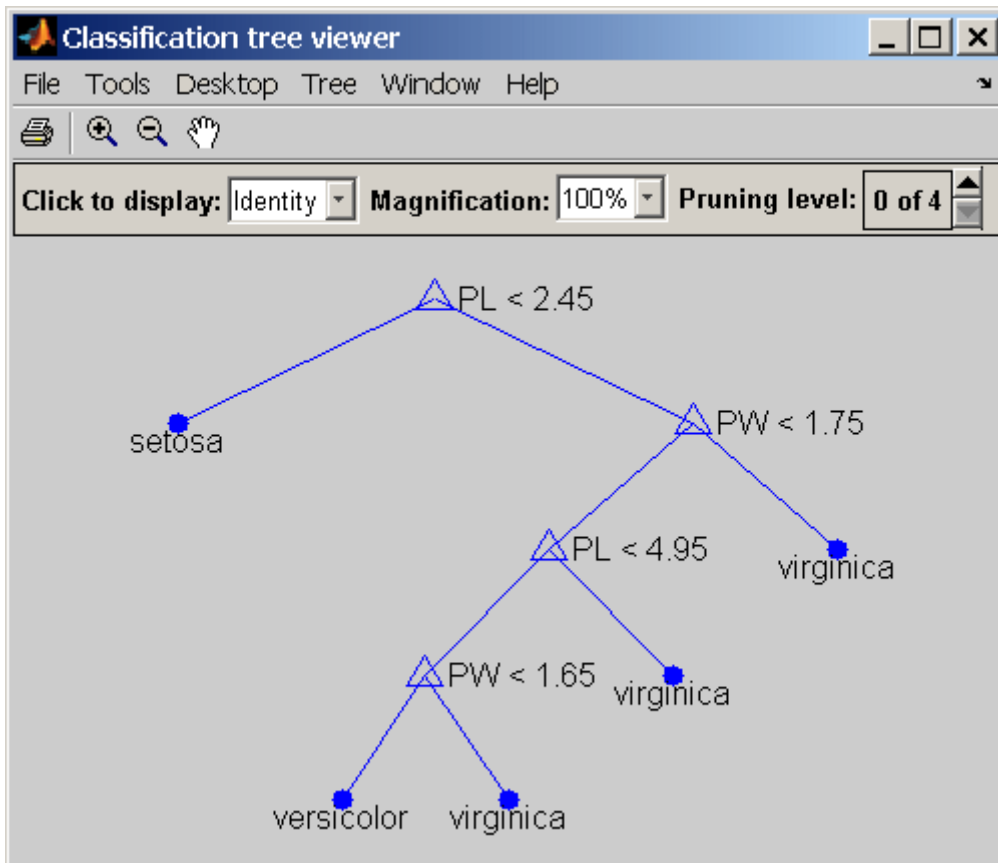 Classification tree viewer
File Tools Desktop Tree Window Help
Click to display: Identity Magnification: 100% Pruning level: 0 of 4
PL < 2.45
setosa
PW < 1.75
PL < 4.95
virginica
PW < 1.65
virginica
versicolor
virginica